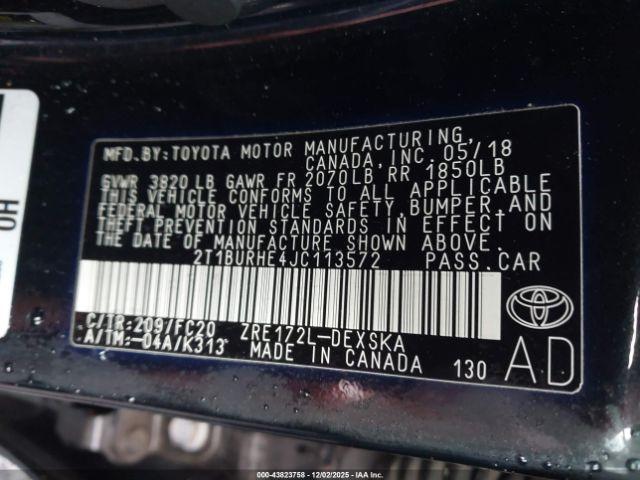 HO
MFD.BY:TOYOTA MOTOR MANUFACTURING,
CANADA, INC. 05/18
GVWR 3820 LB GAWR FR 2070LB RR 1850LB
THIS VEHICLE CONFORMS TO ALL APPLICABLE
FEDERAL MOTOR VEHICLE SAFETY, BUMPER, AND
THEFT PREVENTION STANDARDS IN EFFECT ON
THE DATE OF MANUFACTURE SHOWN ABOVE.
2T1BURHE4JC113572 PASS.CAR
C/TR:209/FC20 ZRE172L-DEXSKA
A/TM:-04A/K313 MADE IN CANADA 130
AD
TOYOTA
000-43823758 - 12/02/2025 - IAA Inc.